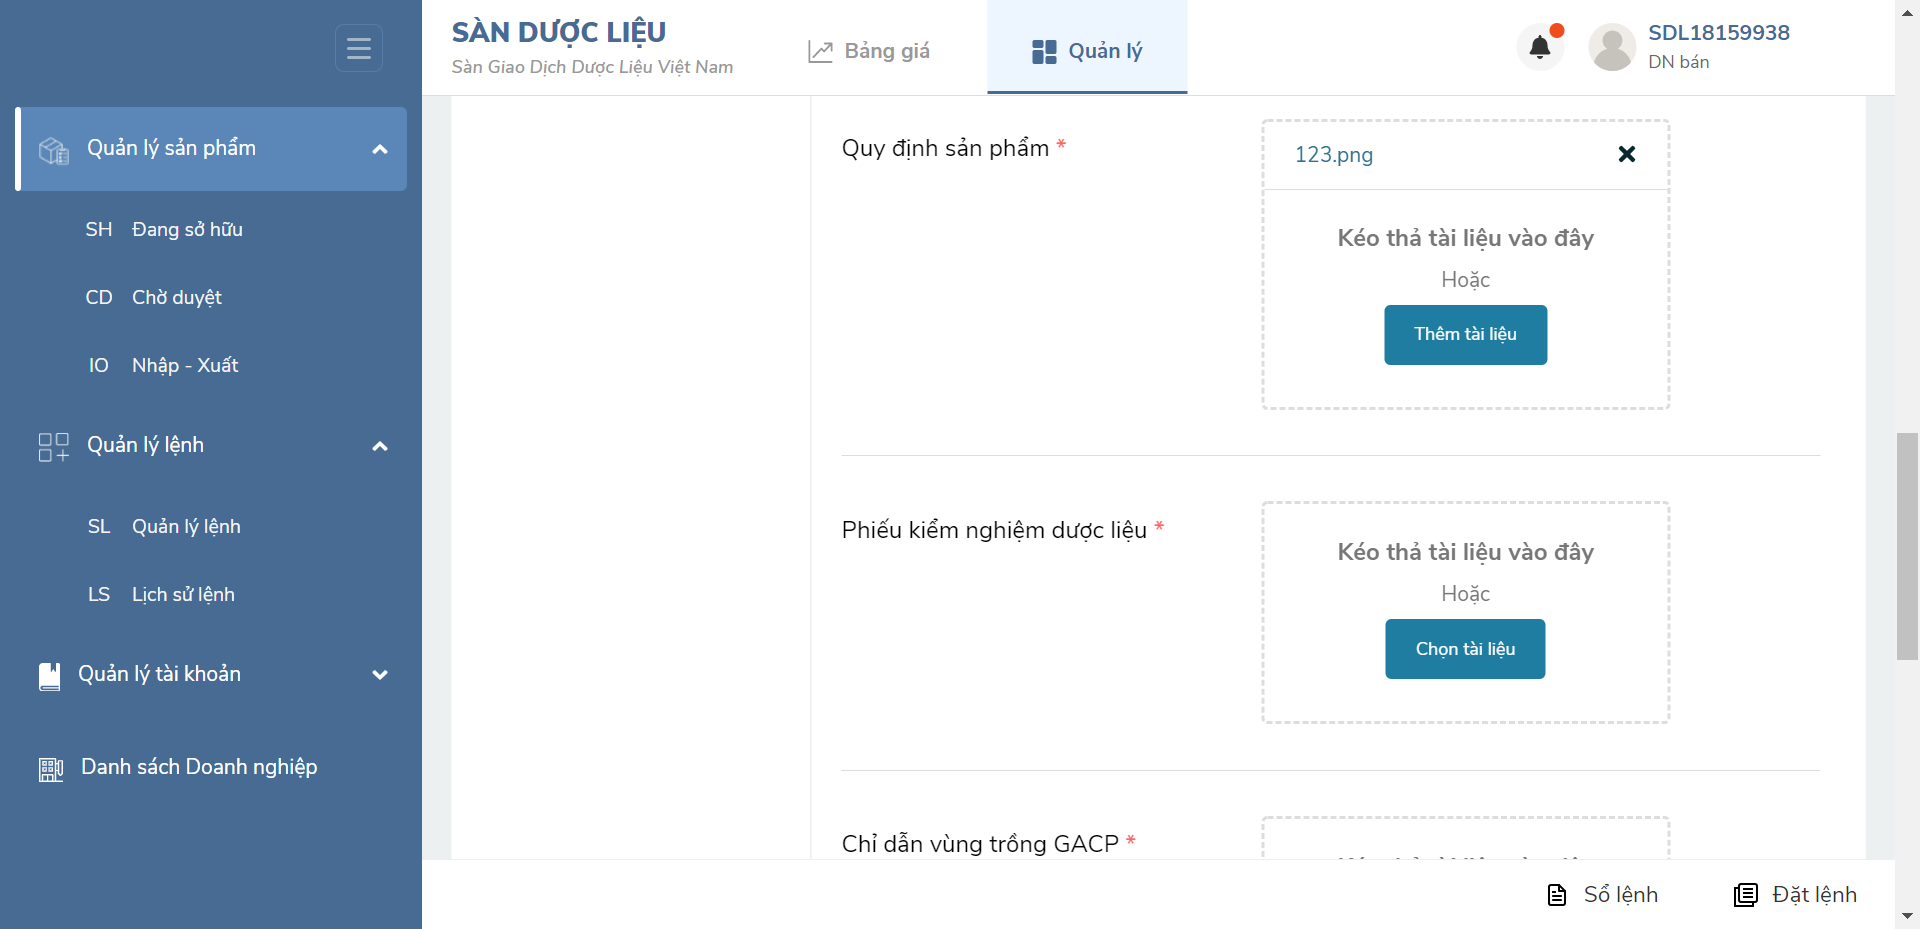 SÀN DƯỢC LIỆU
Sàn Giao Dịch Dược Liệu Việt Nam
Bảng giá
Quản lý
SDL18159938
DN bán
Quản lý sản phẩm
SH Đang sở hữu
CD Chờ duyệt
IO Nhập - Xuất
Quản lý lệnh
SL Quản lý lệnh
LS Lịch sử lệnh
Quản lý tài khoản
Danh sách Doanh nghiệp
Quy định sản phẩm *
123.png
Kéo thả tài liệu vào đây
Hoặc
Thêm tài liệu
Phiếu kiểm nghiệm dược liệu *
Kéo thả tài liệu vào đây
Hoặc
Chọn tài liệu
Chỉ dẫn vùng trồng GACP *
Sổ lệnh
Đặt lệnh